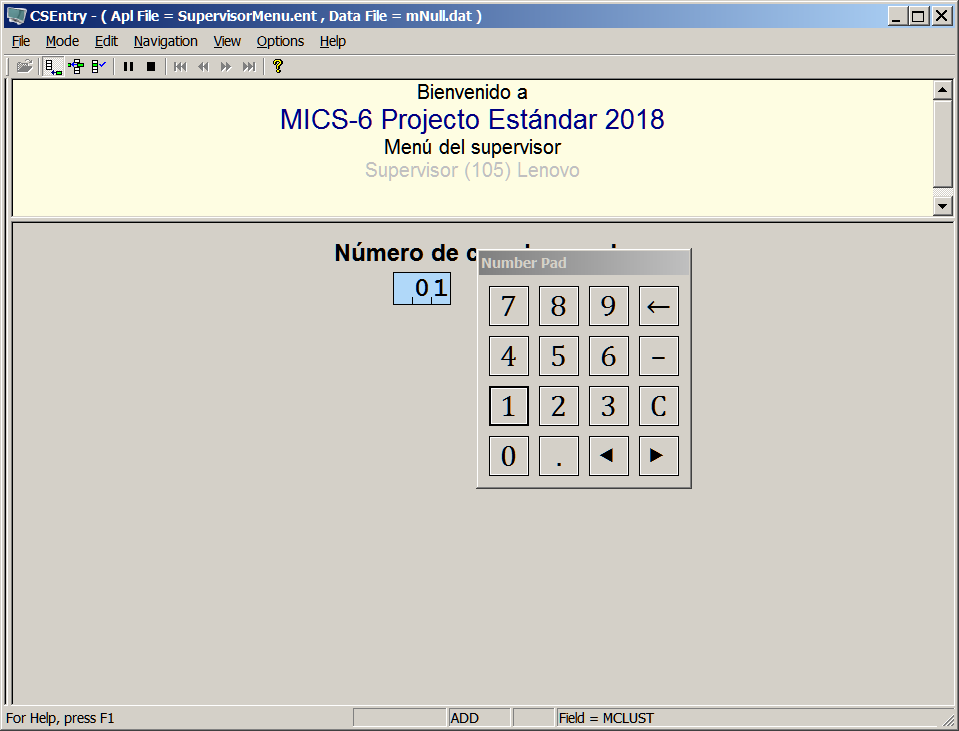 CSEntry - ( Apl File = SupervisorMenu.ent , Data File = mNull.dat )
File Mode Edit Navigation View Options Help
Bienvenido a
MICS-6 Projecto Estándar 2018
Menú del supervisor
Supervisor (105) Lenovo
Número de
01
Number Pad
7 8 9 ←
4 5 6 −
1 2 3 C
0 . ◄ ►
For Help, press F1 ADD Field = MCLUST